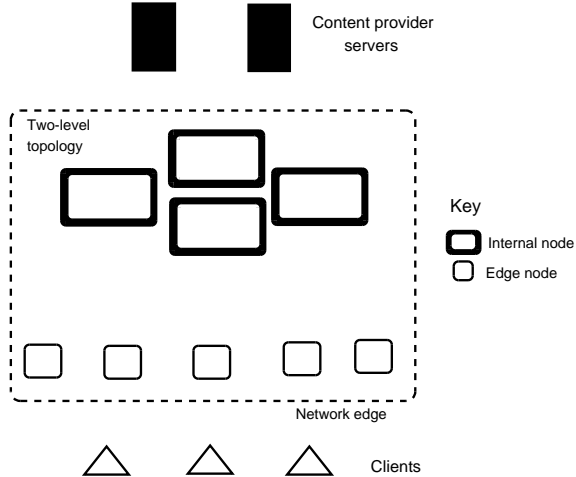 Content provider
servers
Two-level
topology
Key
Internal node
Edge node
Network edge
Clients